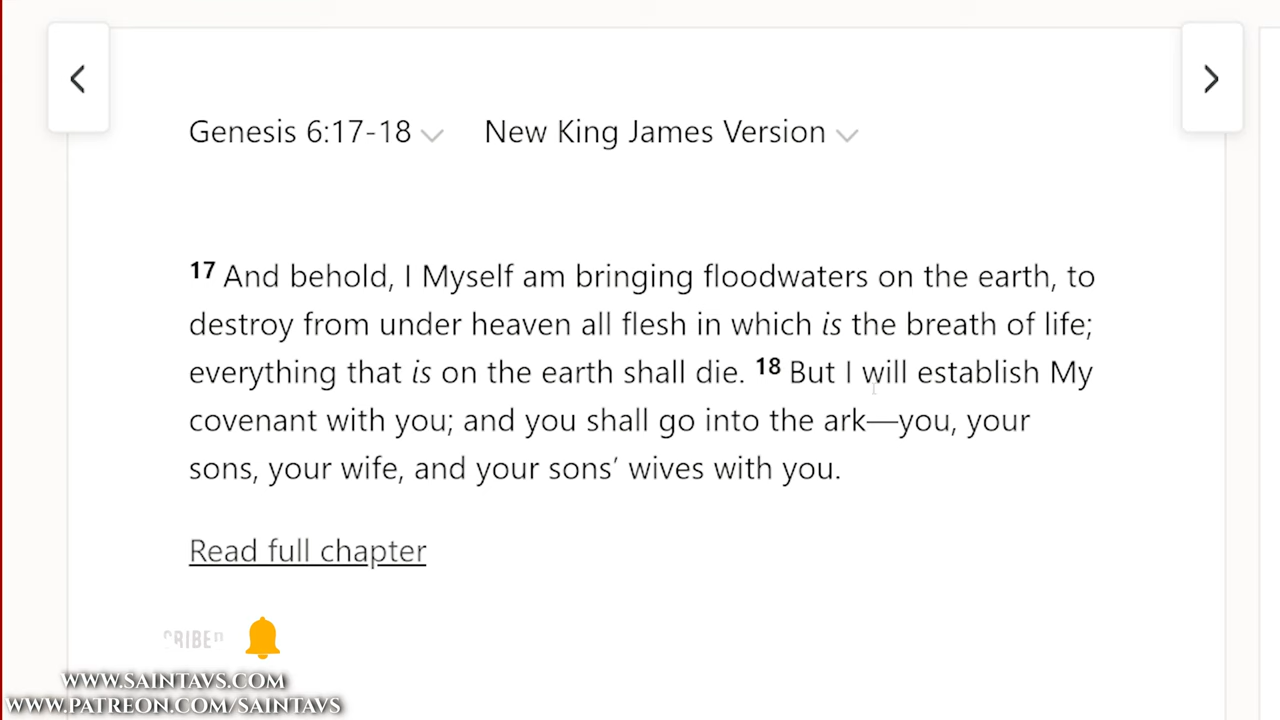 Genesis 6:17-18 New King James Version
17 And behold, I Myself am bringing floodwaters on the earth, to
destroy from under heaven all flesh in which is the breath of life;
everything that is on the earth shall die. 18 But I will establish My
covenant with you; and you shall go into the ark—you, your
sons, your wife, and your sons’ wives with you.
Read full chapter
WWW.SAINTAVS.COM
WWW.PATREON.COM/SAINTAVS